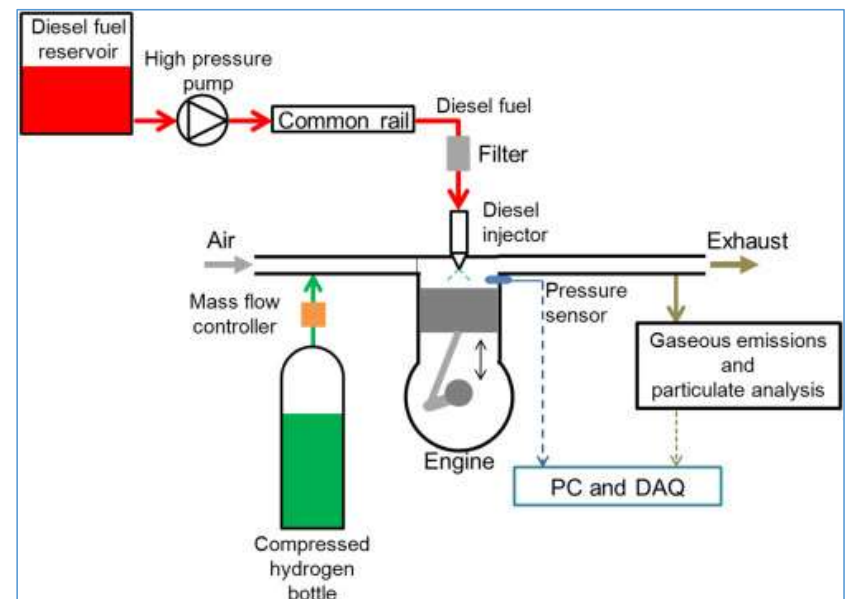 Diesel fuel
reservoir
High pressure
pump
Common rail
Diesel fuel
Filter
Diesel
injector
Air
Exhaust
Mass flow
controller
Pressure
sensor
Gaseous emissions
and
particulate analysis
Engine
PC and DAQ
Compressed
hydrogen
bottle